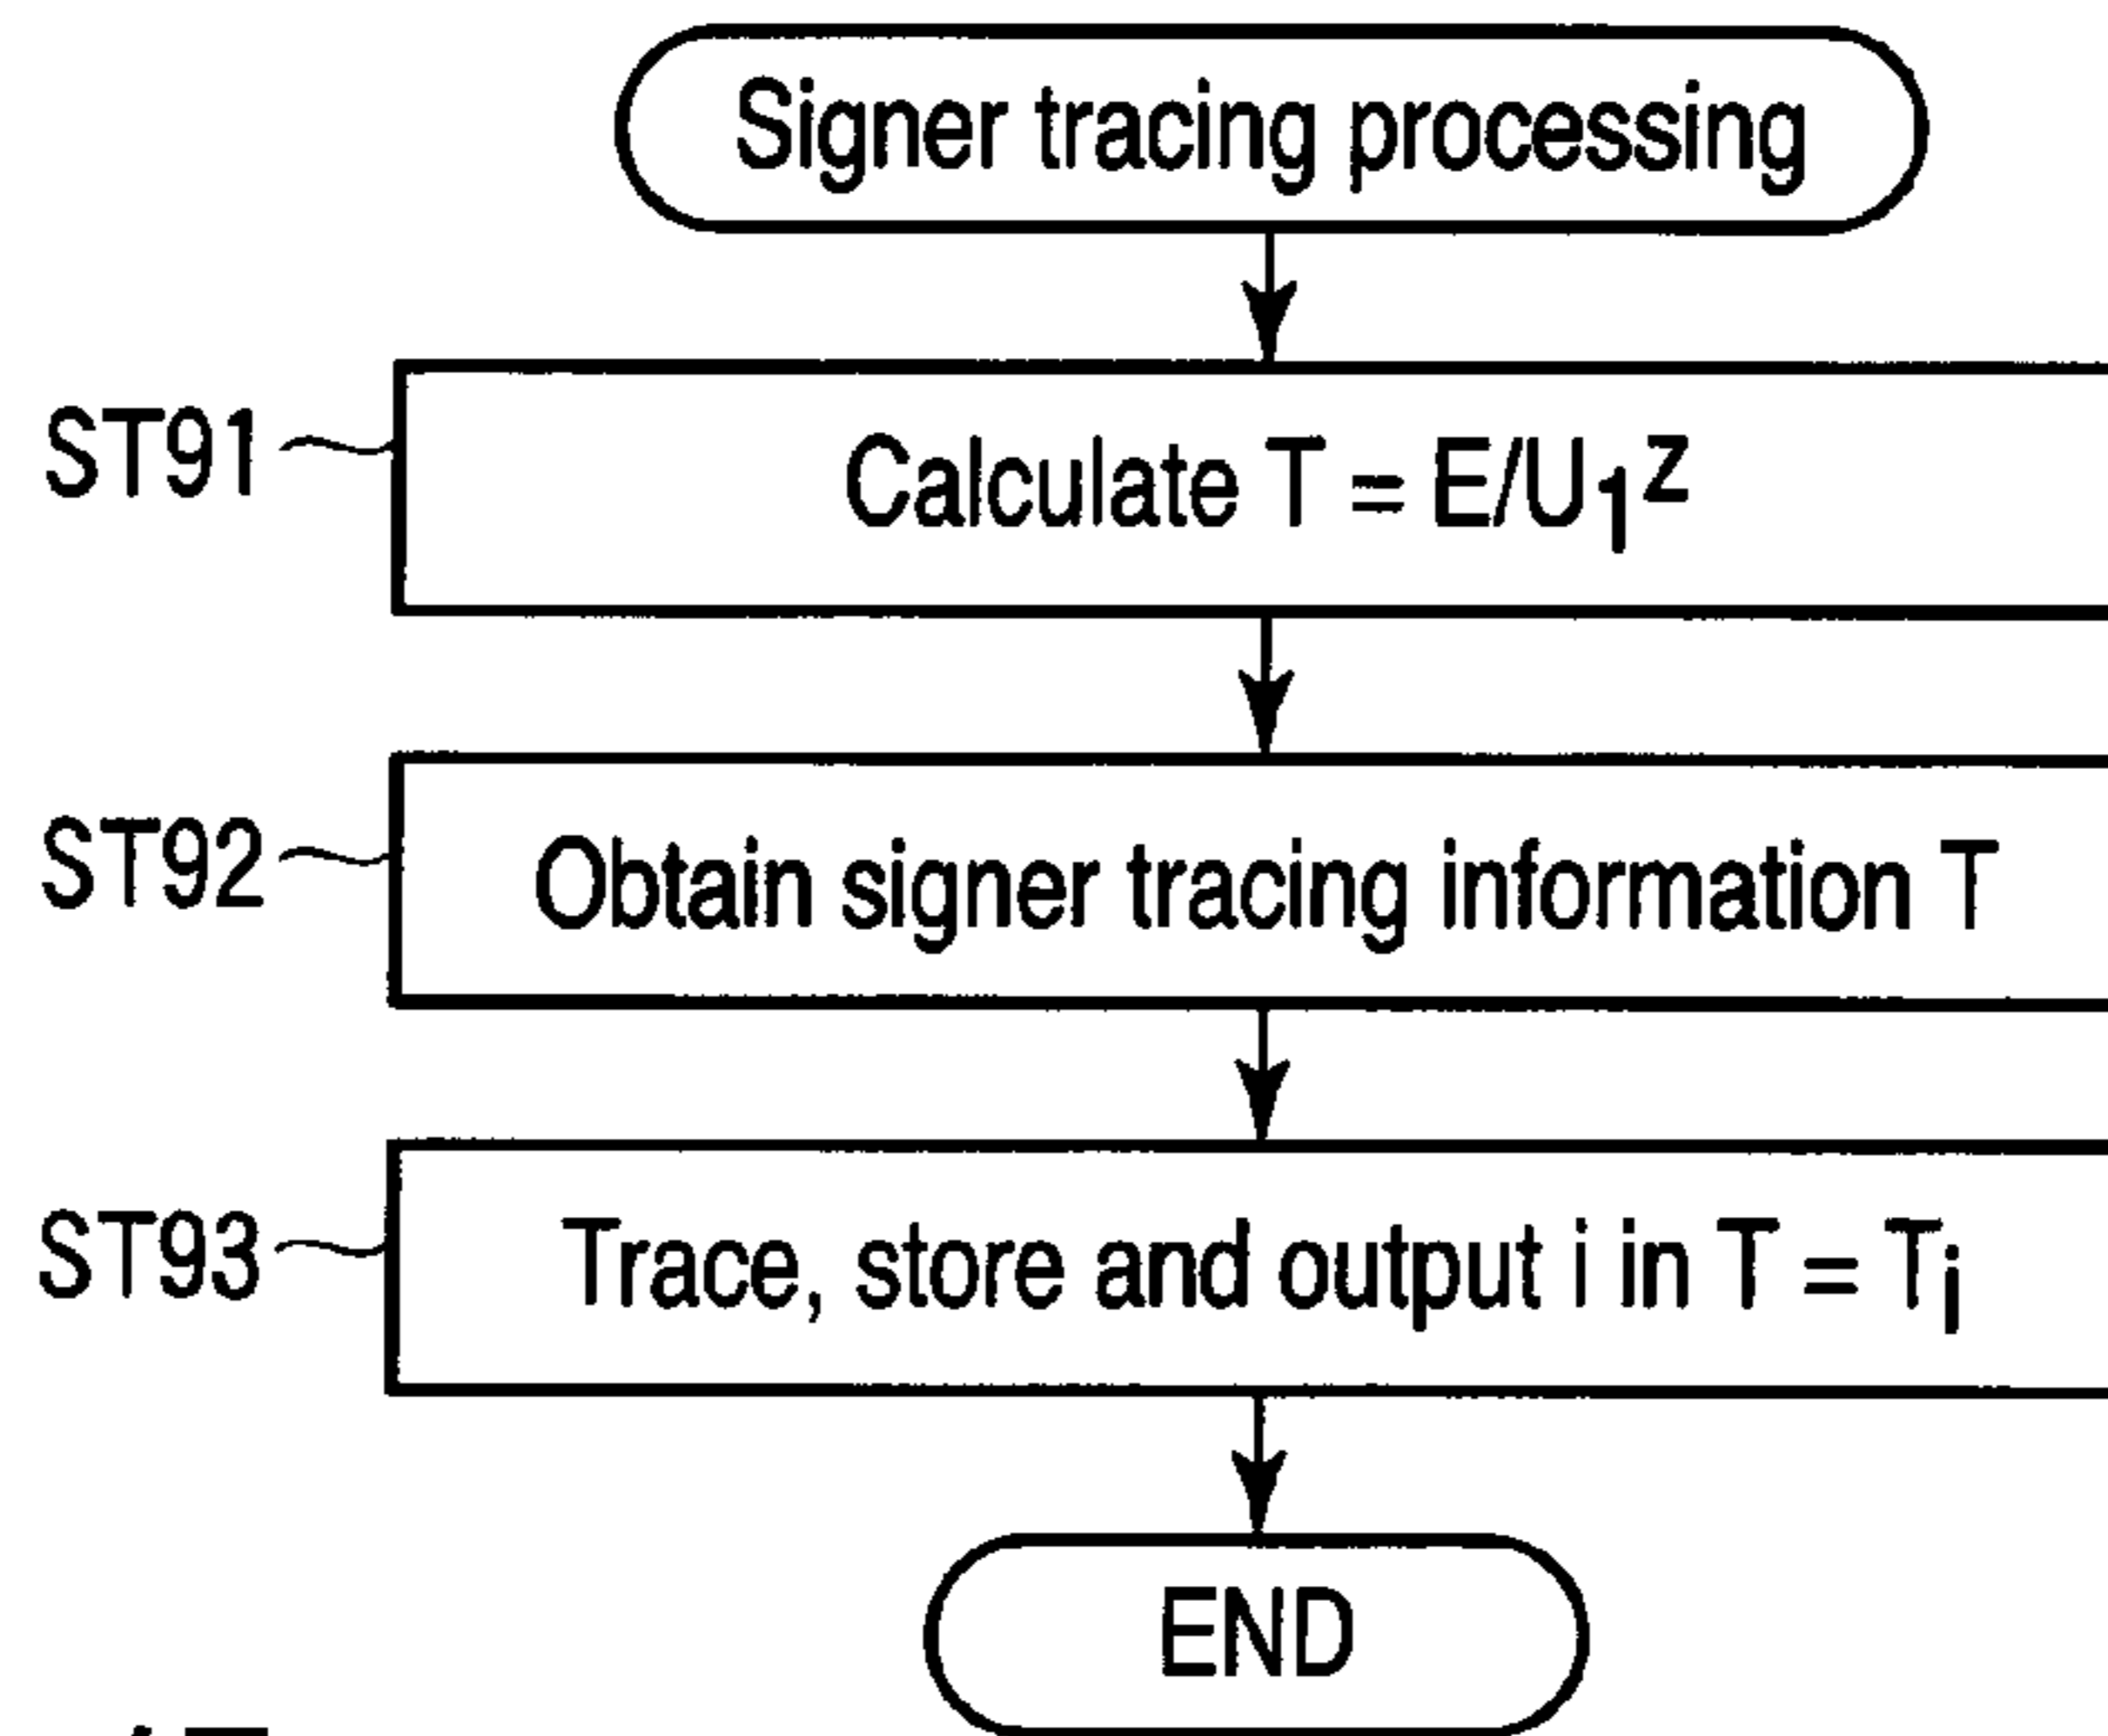 Signer tracing processing
ST91
Calculate T = E/U₁ᶻ
ST92
Obtain signer tracing information T
ST93
Trace, store and output i in T = Tᵢ
END